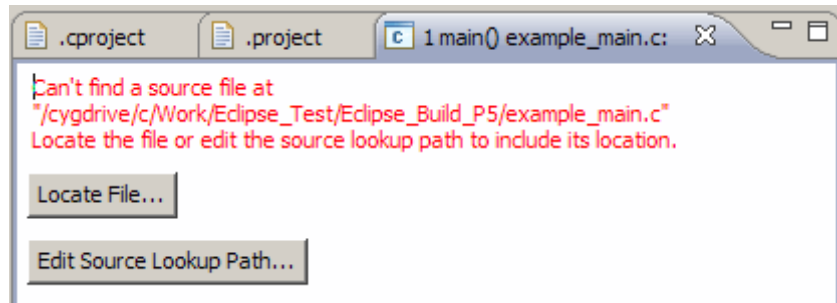 .cproject
.project
1 main() example_main.c:
Can't find a source file at
"/cygdrive/c/Work/Eclipse_Test/Eclipse_Build_P5/example_main.c"
Locate the file or edit the source lookup path to include its location.
Locate File...
Edit Source Lookup Path...